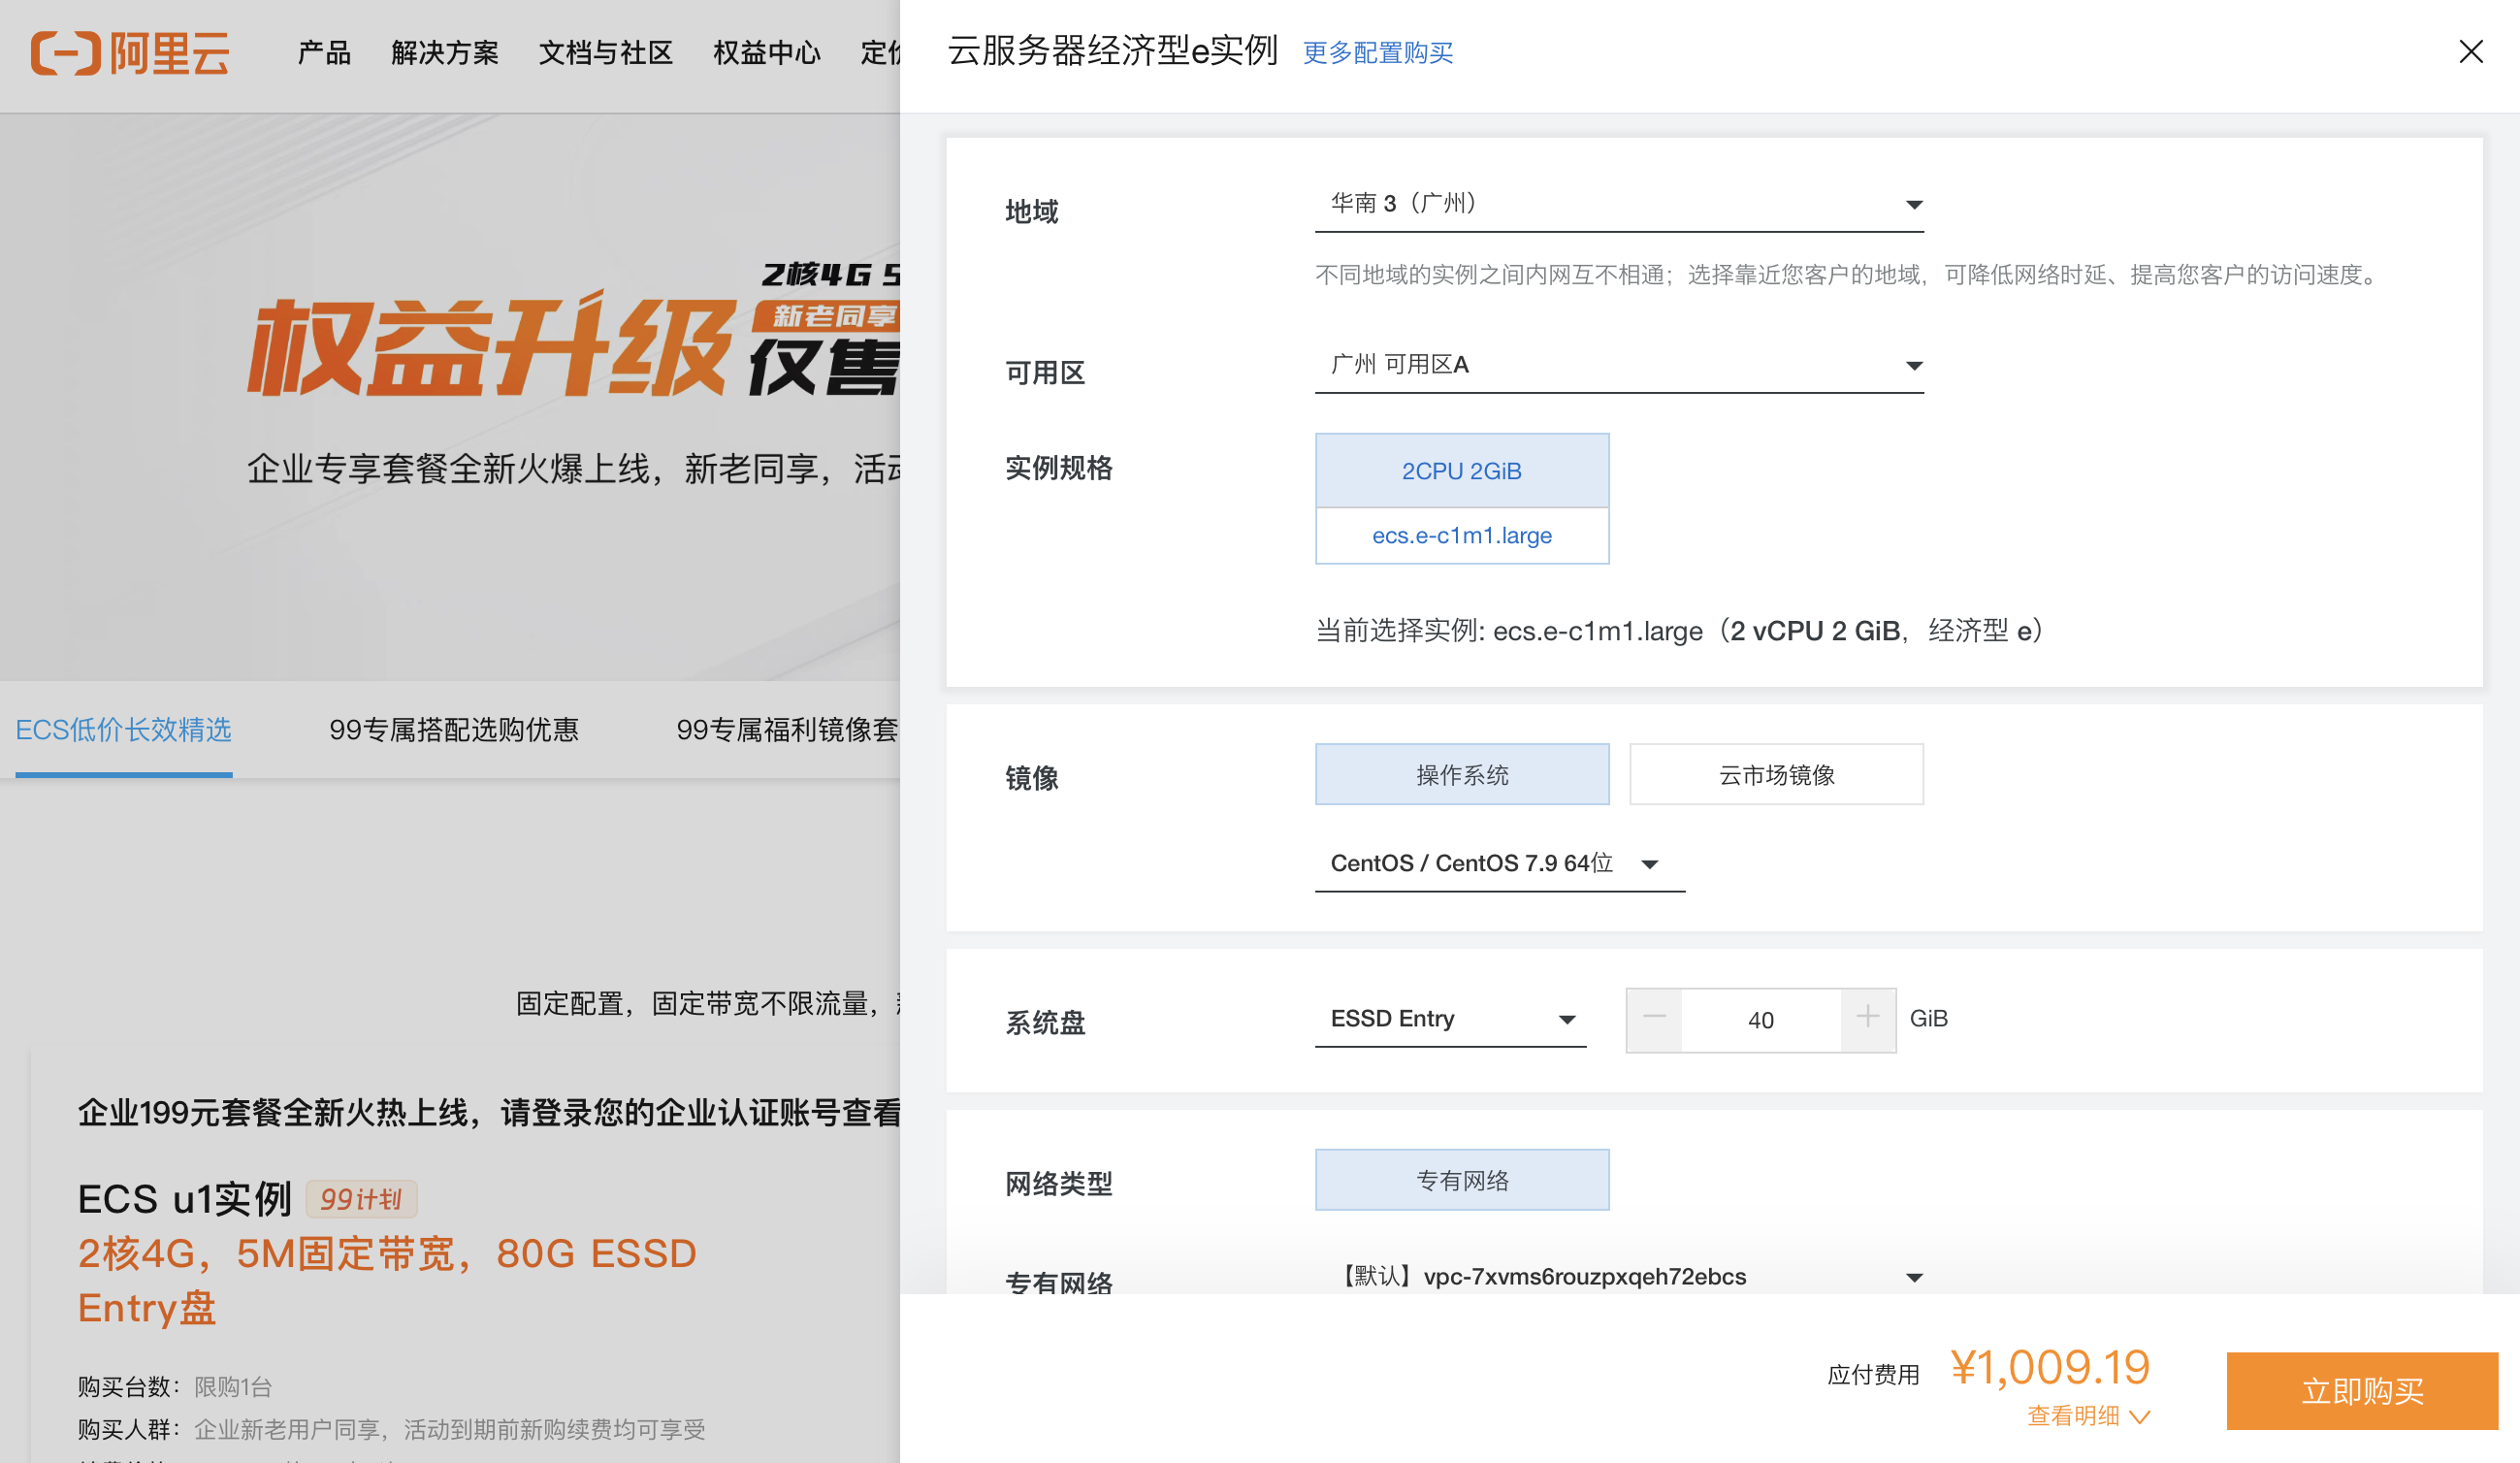 阿里云
产品 解决方案 文档与社区 权益中心 定价
2核4G
权益升级
新老同享
仅售
企业专享套餐全新火爆上线，新老同享，活动
ECS低价长效精选 99专属搭配选购优惠 99专属福利镜像套
固定配置，固定带宽不限流量，
企业199元套餐全新火热上线，请登录您的企业认证账号查看
ECS u1实例 99计划
2核4G，5M固定带宽，80G ESSD
Entry盘
购买台数：限购1台
购买人群：企业新老用户同享，活动到期前新购续费均可享受
云服务器经济型e实例 更多配置购买
地域 华南 3（广州）
不同地域的实例之间内网互不相通；选择靠近您客户的地域，可降低网络时延、提高您客户的访问速度。
可用区 广州 可用区A
实例规格 2CPU 2GiB
ecs.e-c1m1.large
当前选择实例: ecs.e-c1m1.large（2 vCPU 2 GiB，经济型 e）
镜像 操作系统 云市场镜像
CentOS / CentOS 7.9 64位
系统盘 ESSD Entry 40 GiB
网络类型 专有网络
专有网络 【默认】vpc-7xvms6rouzpxqeh72ebcs
应付费用 ¥1,009.19
查看明细
立即购买